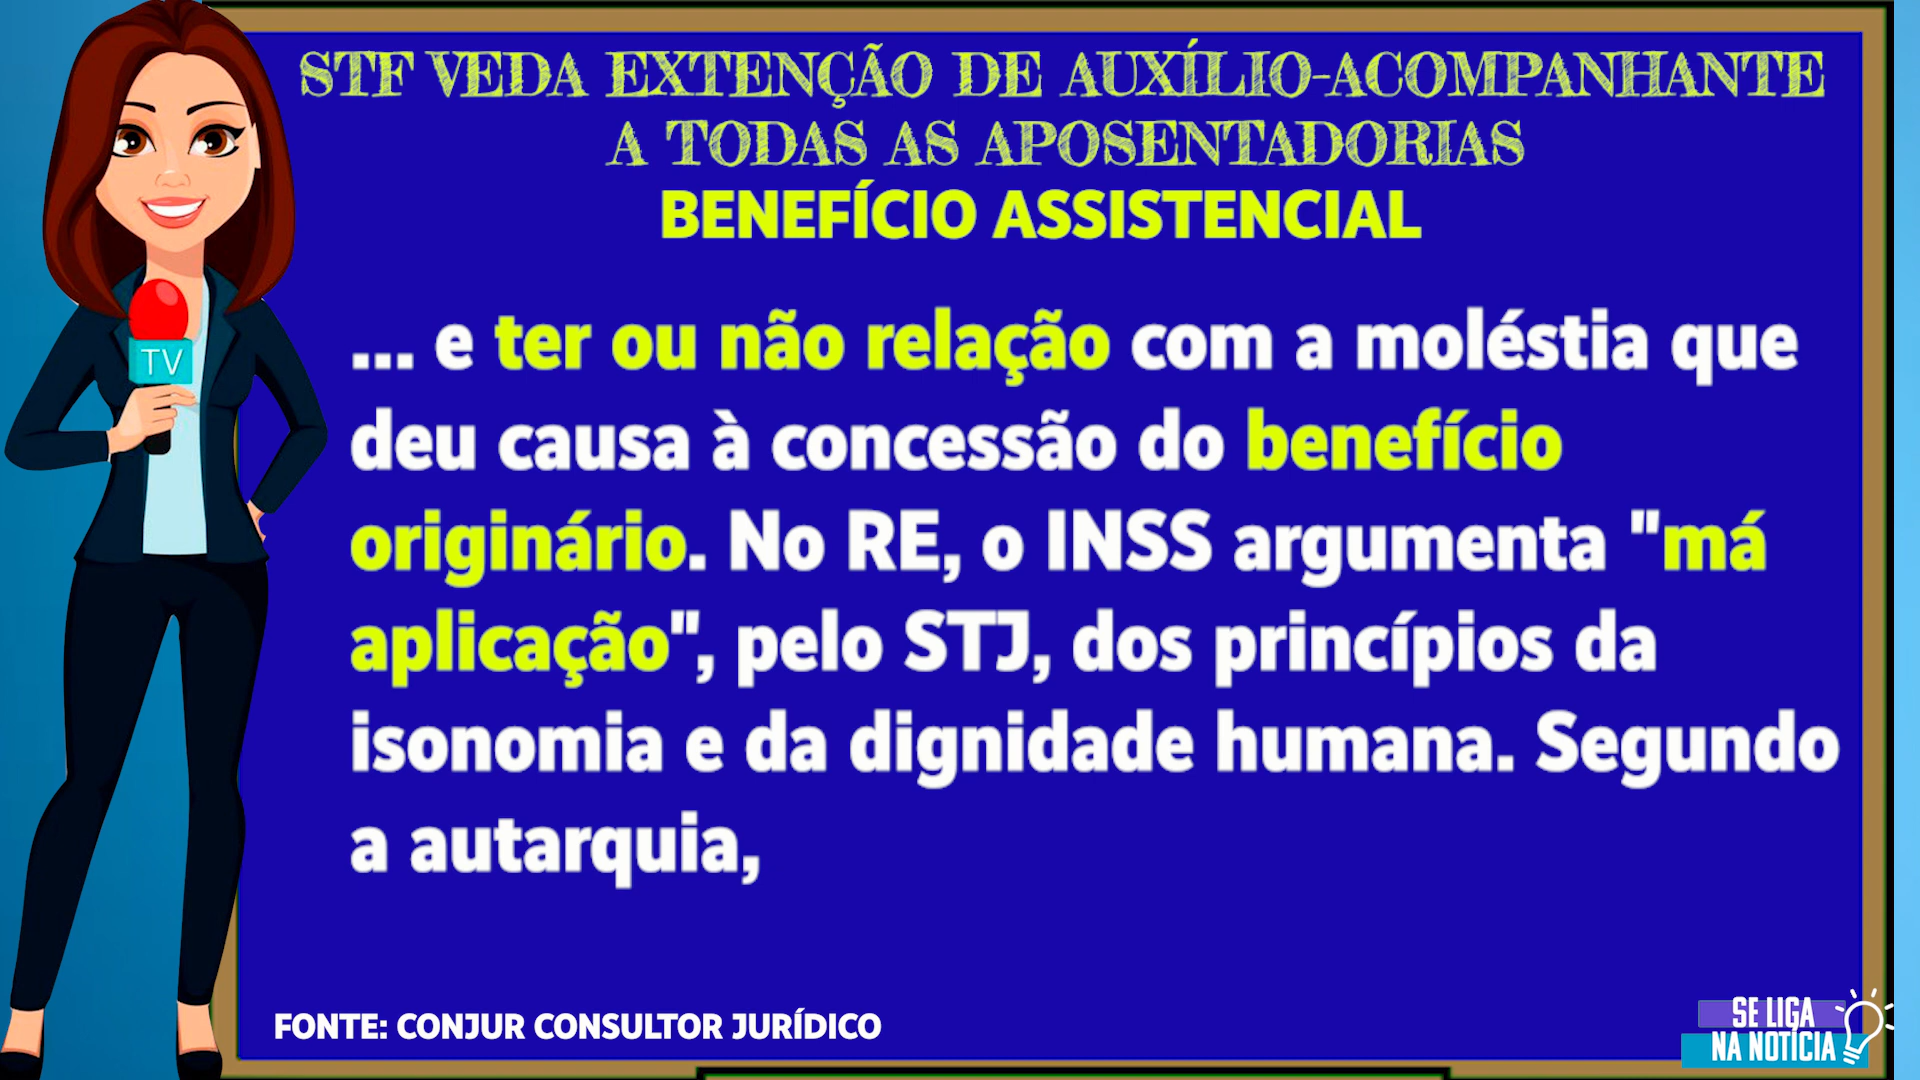 STF VEDA EXTENÇÃO DE AUXÍLIO-ACOMPANHANTE
A TODAS AS APOSENTADORIAS
BENEFÍCIO ASSISTENCIAL
TV
... e ter ou não relação com a moléstia que
deu causa à concessão do benefício
originário. No RE, o INSS argumenta "má
aplicação", pelo STJ, dos princípios da
isonomia e da dignidade humana. Segundo
a autarquia,
FONTE: CONJUR CONSULTOR JURÍDICO
SE LIGA
NA NOTÍCIA